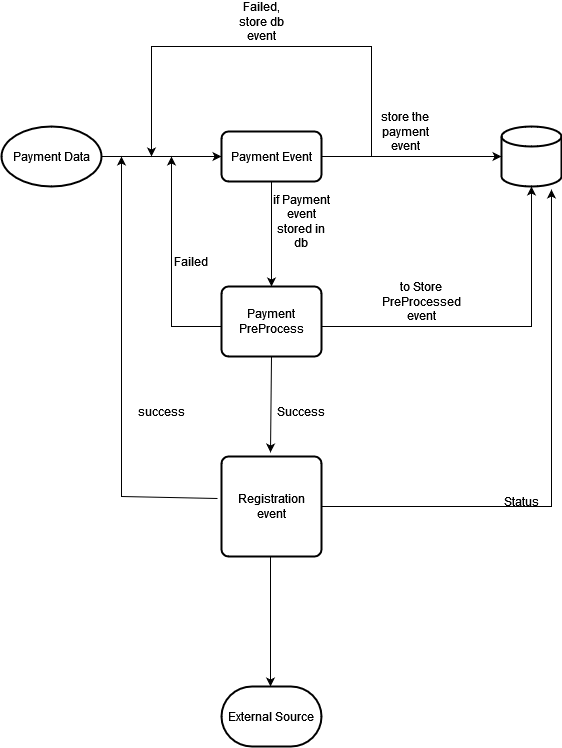 Failed,
store db
event
store the
payment
event
Payment Data
Payment Event
if Payment
event
stored in
db
Failed
to Store
PreProcessed
event
Payment
PreProcess
success
Success
Registration
event
Status
External Source